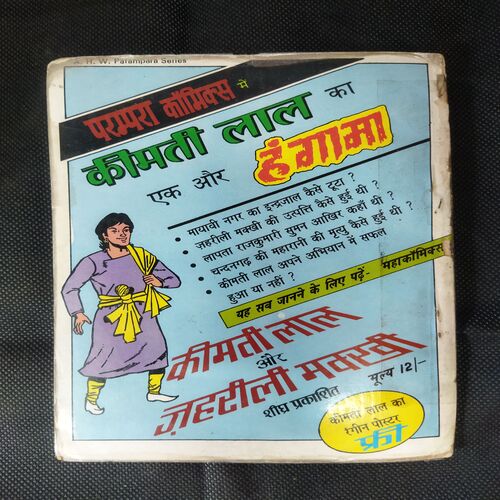 A. H. W. Parampara Series
परम्परा कॉमिक्स में
कीमती लाल का
एक और हंगामा
• मायावी नगर का इन्द्रजाल कैसे टूटा ?
• ज़हरीली मक्खी की उत्पत्ति कैसे हुई थी ?
• लापता राजकुमारी सुमन आखिर कहाँ थी ?
• चन्दनगढ़ की महारानी की मृत्यु कैसे हुई थी ?
• कीमती लाल अपने अभियान में सफल
हुआ या नहीं ?
यह सब जानने के लिए पढ़ें- महाकॉमिक्स
कीमती लाल
और
ज़हरीली मक्खी
शीघ्र प्रकाशित मूल्य 12/-
कीमती लाल का
रंगीन पोस्टर
फ्री